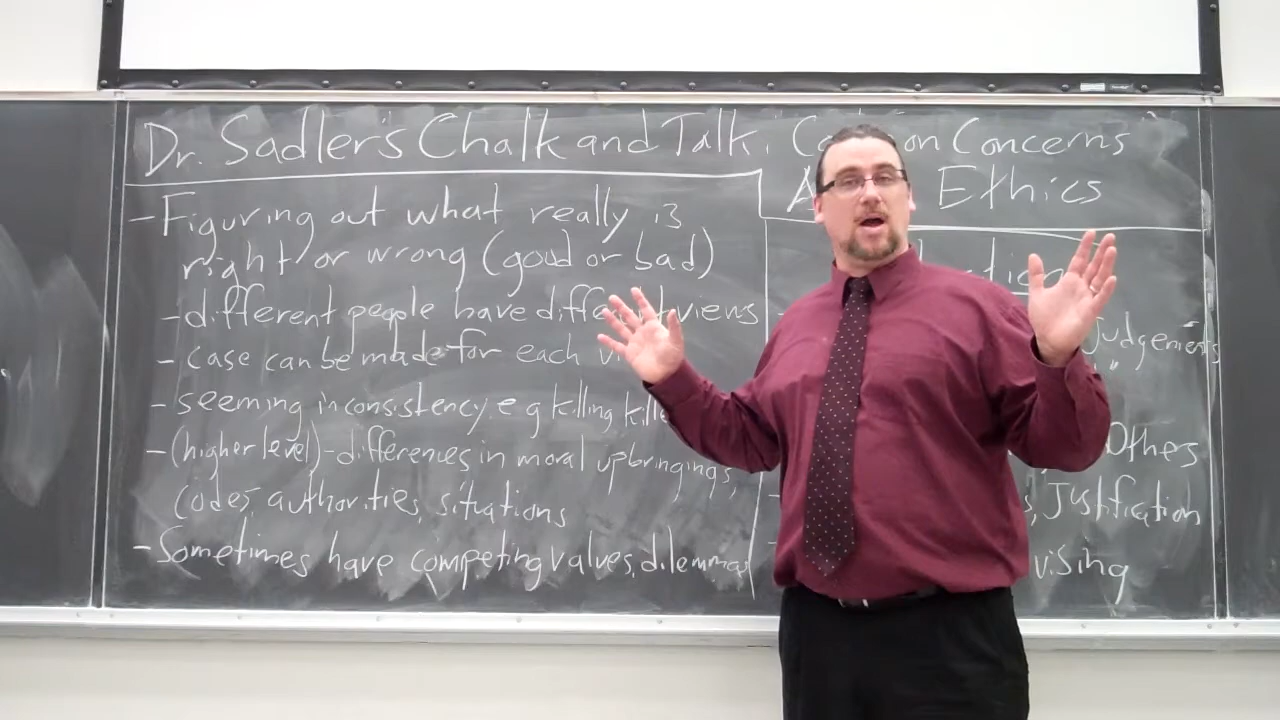 Dr. Sadler's Chalk and Talk: on Concerns
Ethics
- Figuring out what really is
right or wrong (good or bad)
- different people have views
- case can be made for each
- seeming inconsistency, e g killing
- (higher level) - differences in moral upbringings,
codes, authorities, situations
- Sometimes have competing values, dilemmas
Judgements
Others
Justification